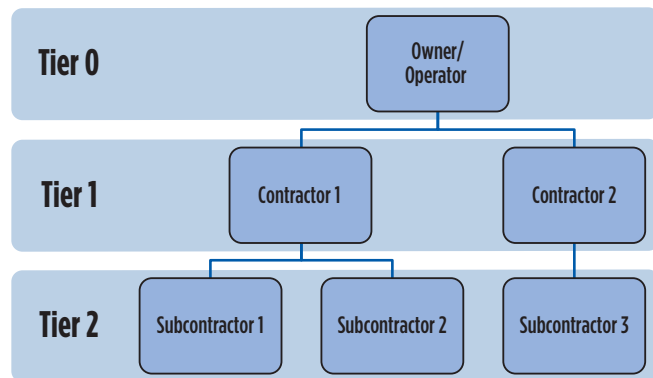 Tier 0
Owner/
Operator
Tier 1
Contractor 1
Contractor 2
Tier 2
Subcontractor 1
Subcontractor 2
Subcontractor 3